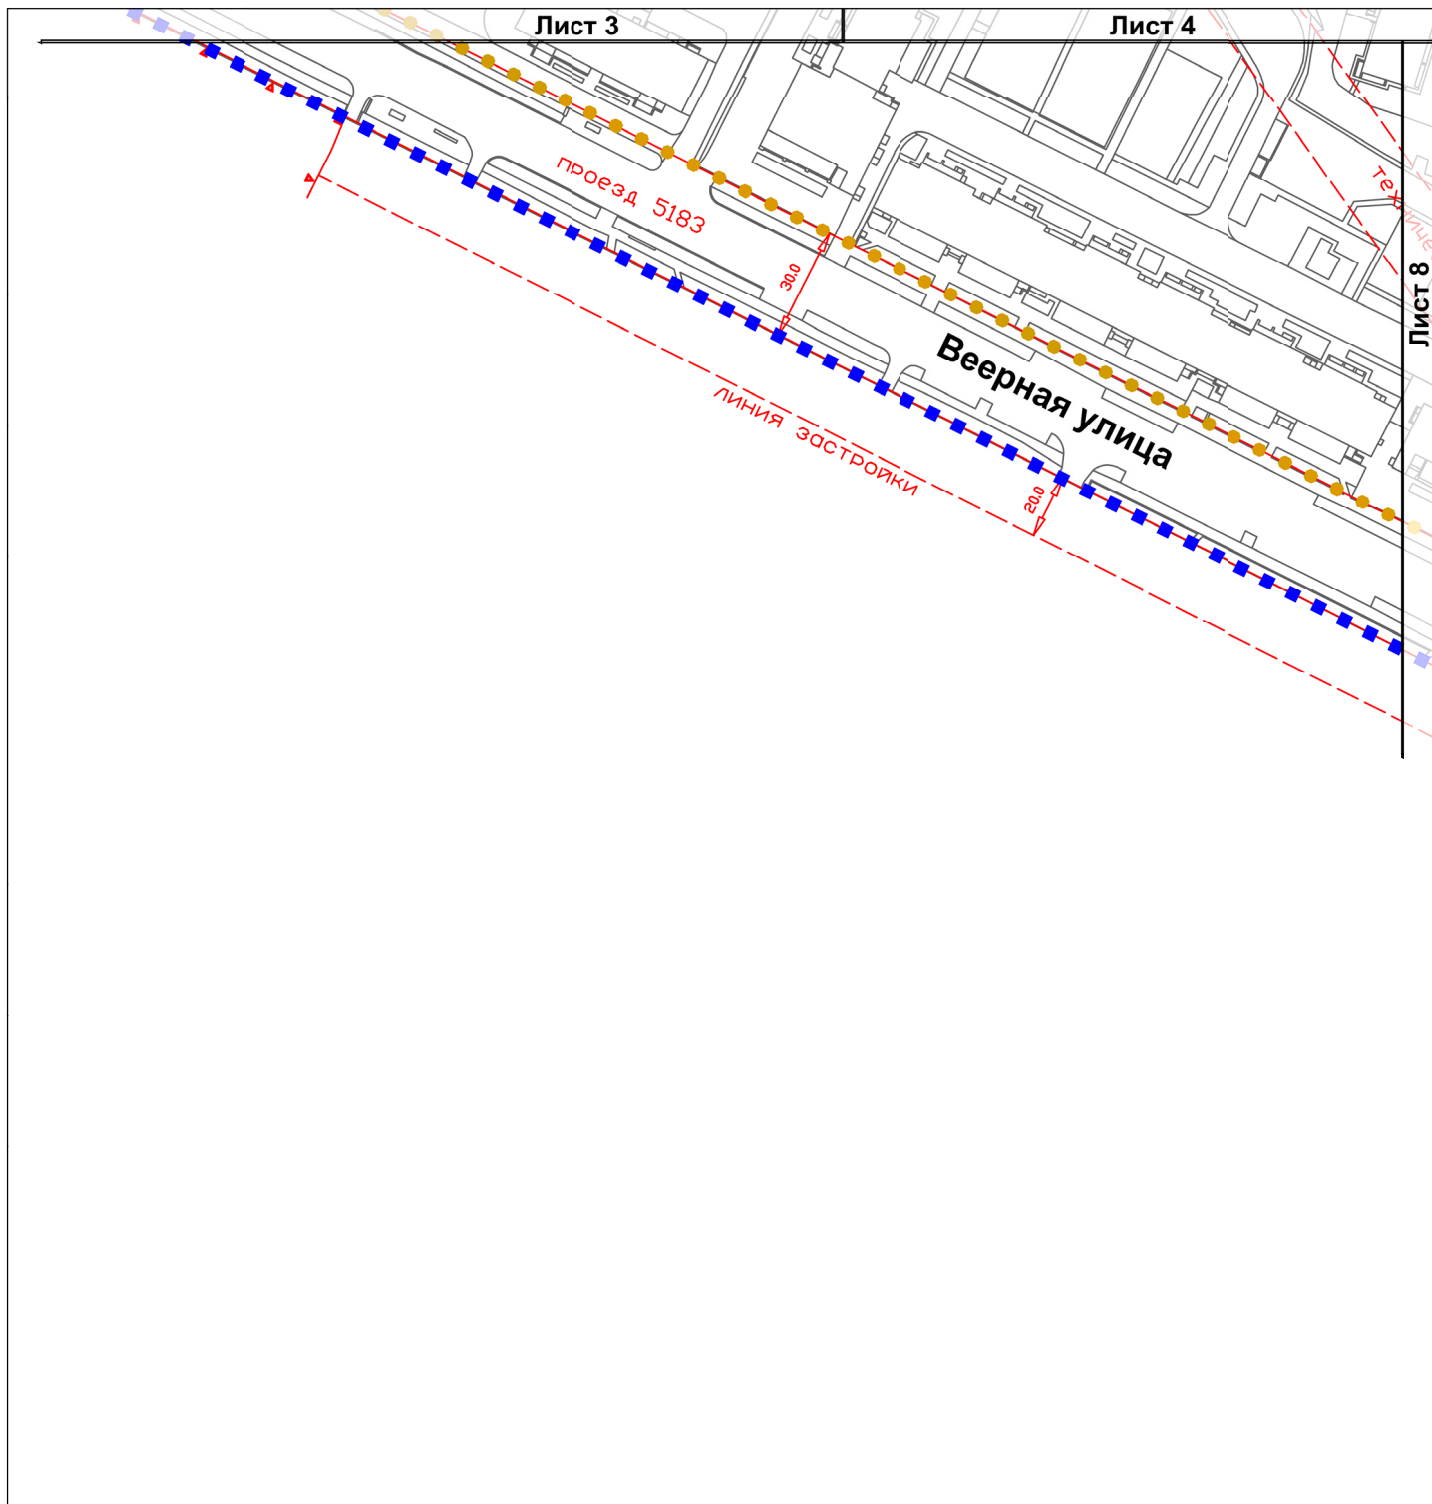 Лист 3
Лист 4
Лист 8
проезд 5183
30.0
Веерная улица
линия застройки
20.0